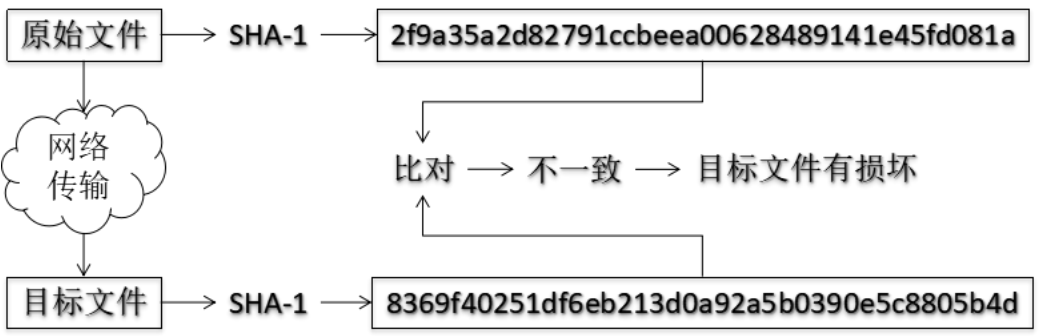 原始文件
SHA-1
2f9a35a2d82791ccbeea00628489141e45fd081a
网络
传输
比对
不一致
目标文件有损坏
目标文件
SHA-1
8369f40251df6eb213d0a92a5b0390e5c8805b4d